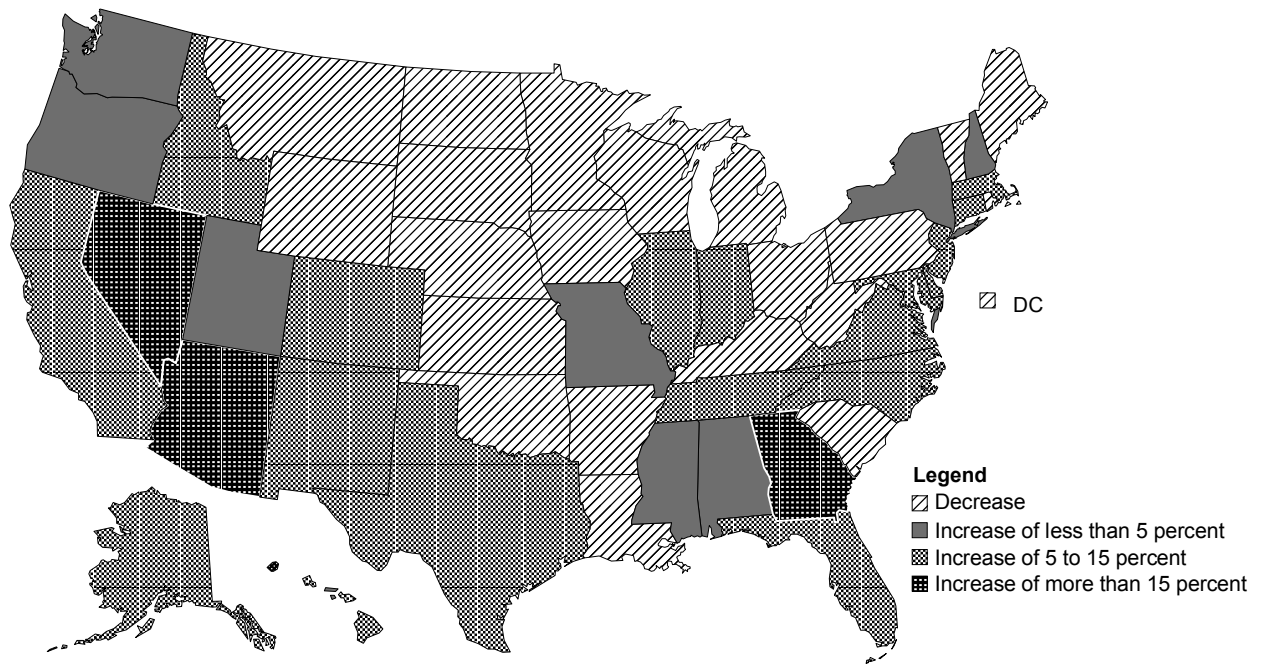 DC
Legend
Decrease
Increase of less than 5 percent
Increase of 5 to 15 percent
Increase of more than 15 percent